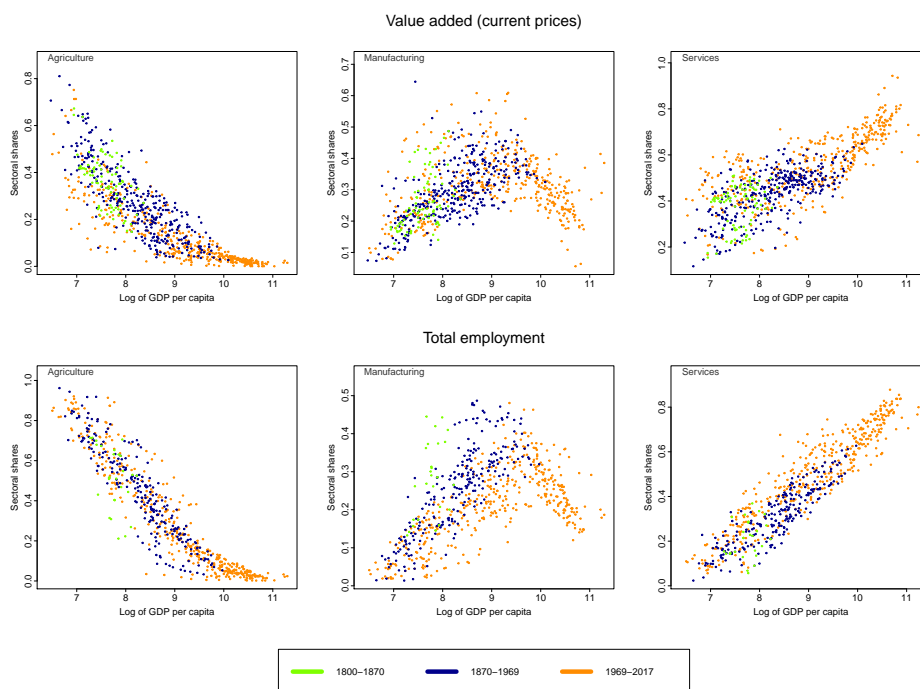 Value added (current prices)
Agriculture
Manufacturing
Services
Sectoral shares
0.0 0.2 0.4 0.6 0.8
7 8 9 10 11
Log of GDP per capita
Sectoral shares
0.1 0.2 0.3 0.4 0.5 0.6 0.7
7 8 9 10 11
Log of GDP per capita
Sectoral shares
0.2 0.4 0.6 0.8 1.0
7 8 9 10 11
Log of GDP per capita
Total employment
Agriculture
Manufacturing
Services
Sectoral shares
0.0 0.2 0.4 0.6 0.8 1.0
7 8 9 10 11
Log of GDP per capita
Sectoral shares
0.0 0.1 0.2 0.3 0.4 0.5
7 8 9 10 11
Log of GDP per capita
Sectoral shares
0.0 0.2 0.4 0.6 0.8
7 8 9 10 11
Log of GDP per capita
1800–1870 1870–1969 1969–2017